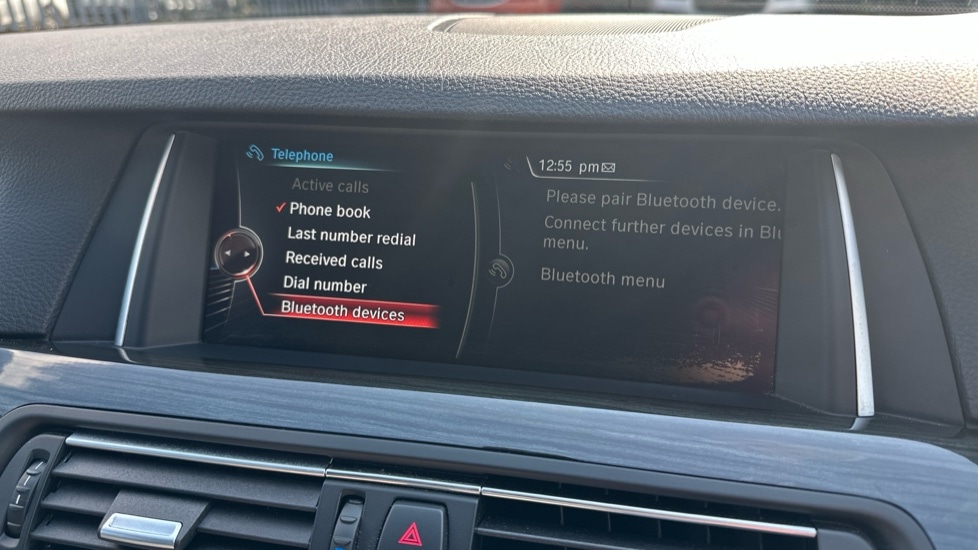 Telephone
Active calls
Phone book
Last number redial
Received calls
Dial number
Bluetooth devices
12:55 pm
Please pair Bluetooth device.
Connect further devices in Blu
menu.
Bluetooth menu